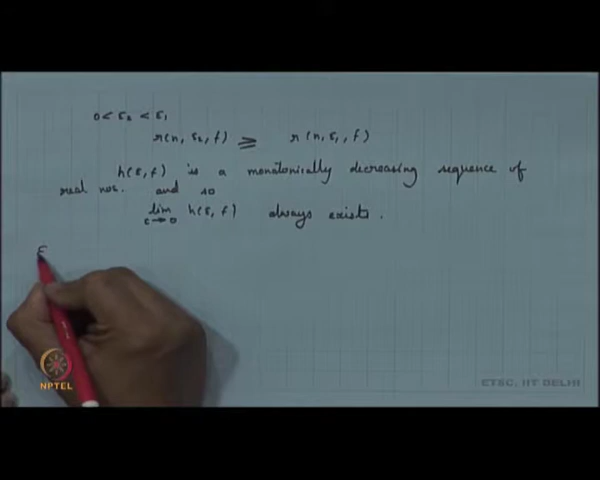 0 < ε₂ < ε₁
r(n, ε₂, f) ≥ r(n, ε₁, f)
h(ε, f) is a monotonically decreasing sequence of
real nos. and so
lim ε→0 h(ε, f) always exists.
ε
NPTEL
ETSC, IIT DELHI